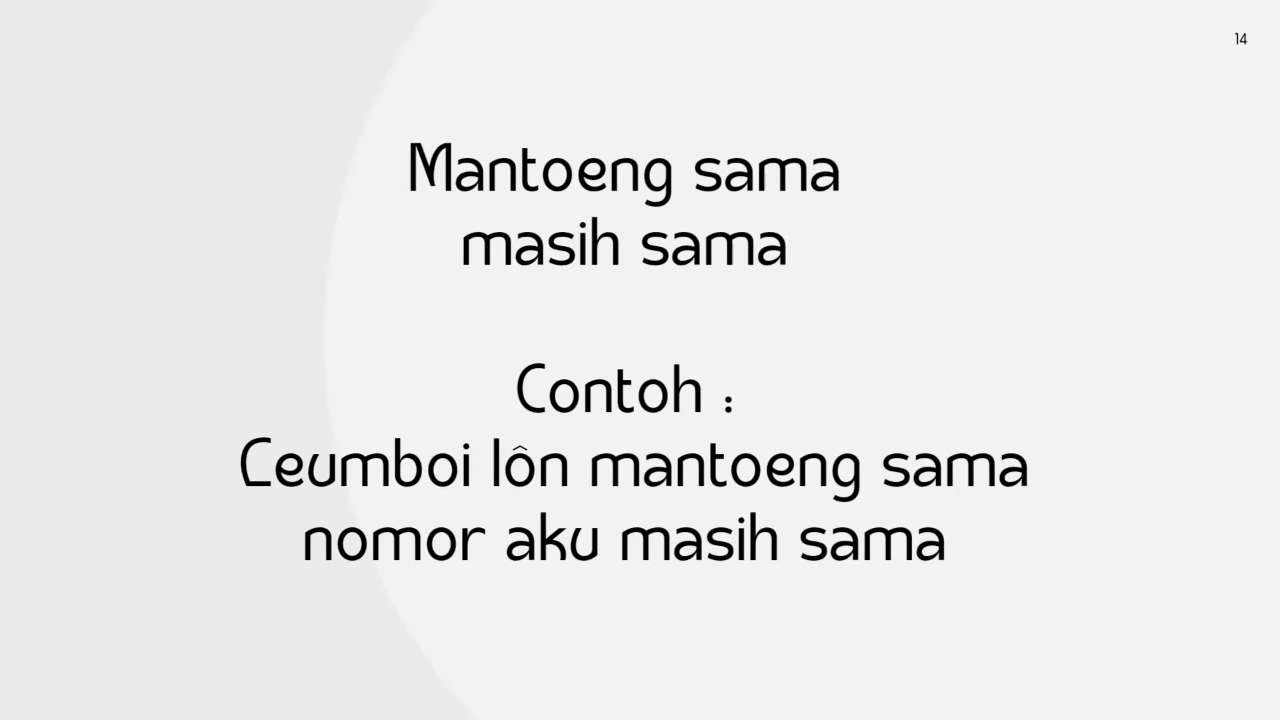 14
Mantoeng sama
masih sama
Contoh :
Ceumboi lôn mantoeng sama
nomor aku masih sama